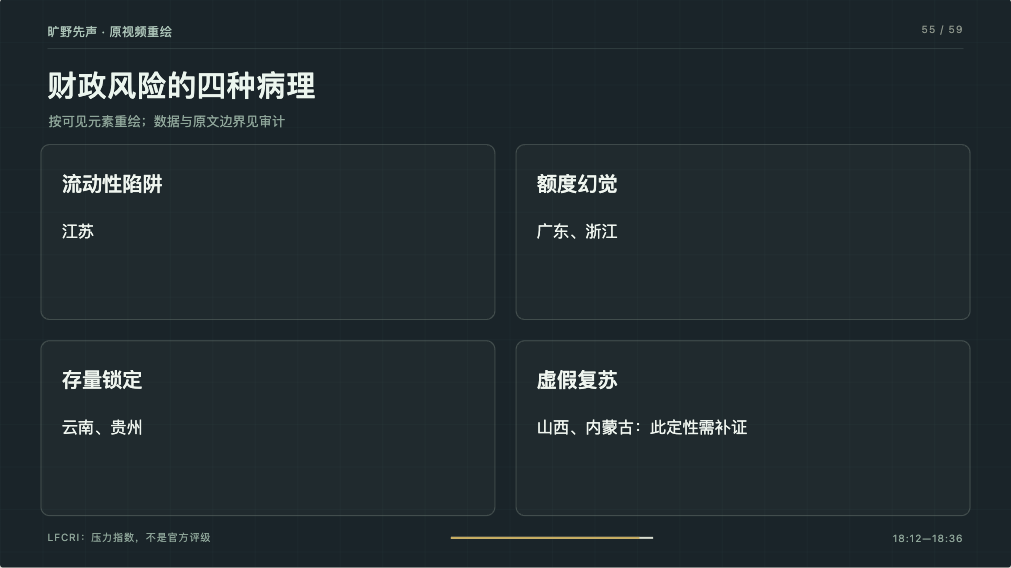 旷野先声 · 原视频重绘
55 / 59
财政风险的四种病理
按可见元素重绘；数据与原文边界见审计
流动性陷阱
江苏
额度幻觉
广东、浙江
存量锁定
云南、贵州
虚假复苏
山西、内蒙古：此定性需补证
LFCRI：压力指数，不是官方评级
18:12—18:36